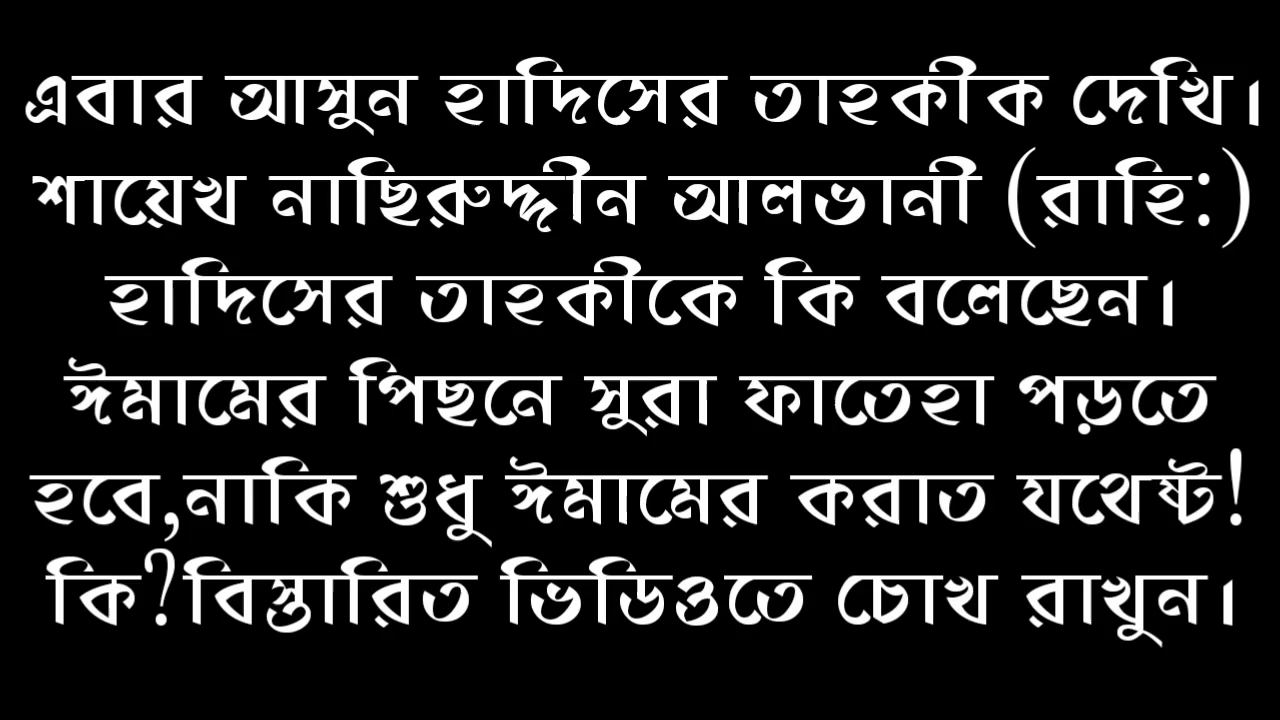 এবার আসুন হাদিসের তাহকীক দেখি।
শায়েখ নাছিরুদ্দীন আলভানী (রাহি:)
হাদিসের তাহকীকে কি বলেছেন।
ঈমামের পিছনে সুরা ফাতেহা পড়তে
হবে,নাকি শুধু ঈমামের করাত যথেষ্ট!
কি?বিস্তারিত ভিডিওতে চোখ রাখুন।